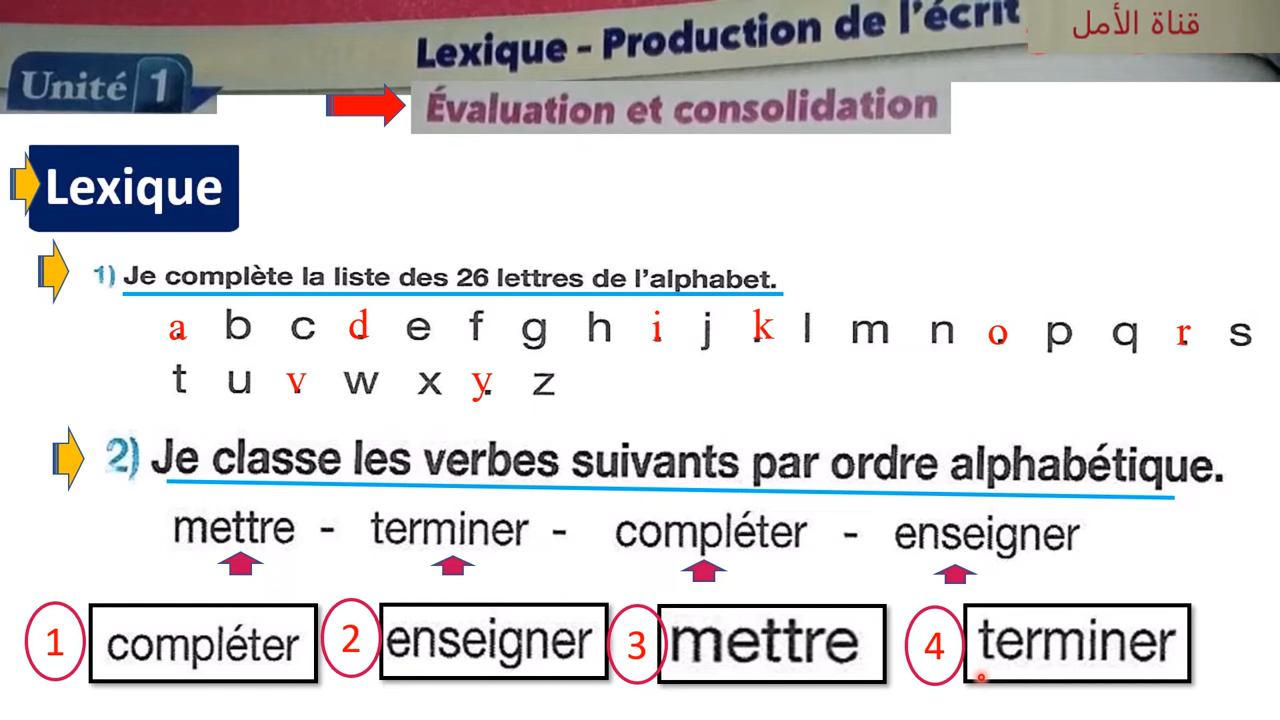 Lexique - Production de l'écrit
قناة الأمل
Unité 1
Évaluation et consolidation
Lexique
1) Je complète la liste des 26 lettres de l'alphabet.
a b c d e f g h i j k l m n o p q r s
t u v w x y z
2) Je classe les verbes suivants par ordre alphabétique.
mettre - terminer - compléter - enseigner
1 compléter 2 enseigner 3 mettre 4 terminer